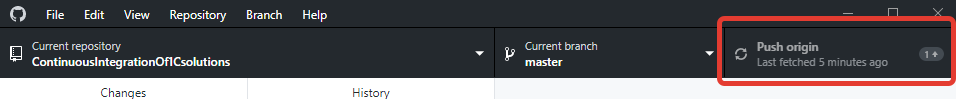 File Edit View Repository Branch Help
Current repository
ContinuousIntegrationOfICsolutions
Current branch
master
Push origin
Last fetched 5 minutes ago
1
Changes
History